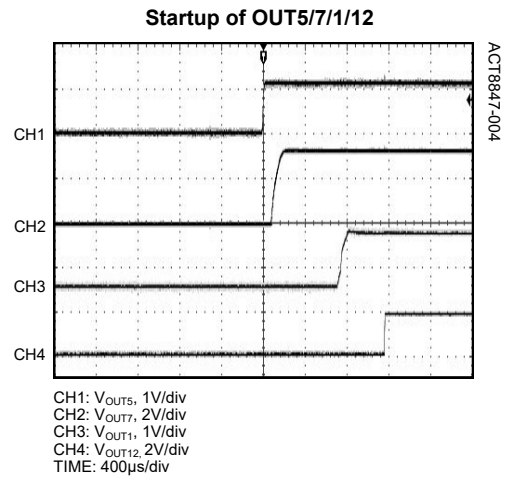 Startup of OUT5/7/1/12
ACT8847-004
CH1
CH2
CH3
CH4
CH1: VOUT5, 1V/div
CH2: VOUT7, 2V/div
CH3: VOUT1, 1V/div
CH4: VOUT12, 2V/div
TIME: 400µs/div